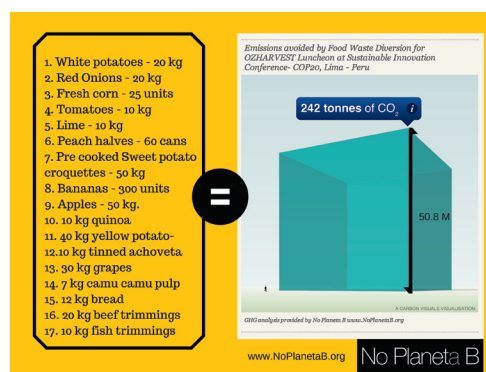 1. White potatoes - 20 kg
2. Red Onions - 20 kg
3. Fresh corn - 25 units
4. Tomatoes - 10 kg
5. Lime - 10 kg
6. Peach halves - 60 cans
7. Pre cooked Sweet potato
croquettes - 50 kg
8. Bananas - 300 units
9. Apples - 50 kg.
10. 10 kg quinoa
11. 40 kg yellow potato-
12.10 kg tinned achoveta
13. 30 kg grapes
14. 7 kg camu camu pulp
15. 12 kg bread
16. 20 kg beef trimmings
17. 10 kg fish trimmings
=
Emissions avoided by Food Waste Diversion for
OZHARVEST Luncheon at Sustainable Innovation
Conference- COP20, Lima - Peru
242 tonnes of CO2 i
50.8 M
A CARBON VISUALS VISUALISATION
GHG analysis provided by No Planeta B www.NoPlanetaB.org
www.NoPlanetaB.org
No Planeta B